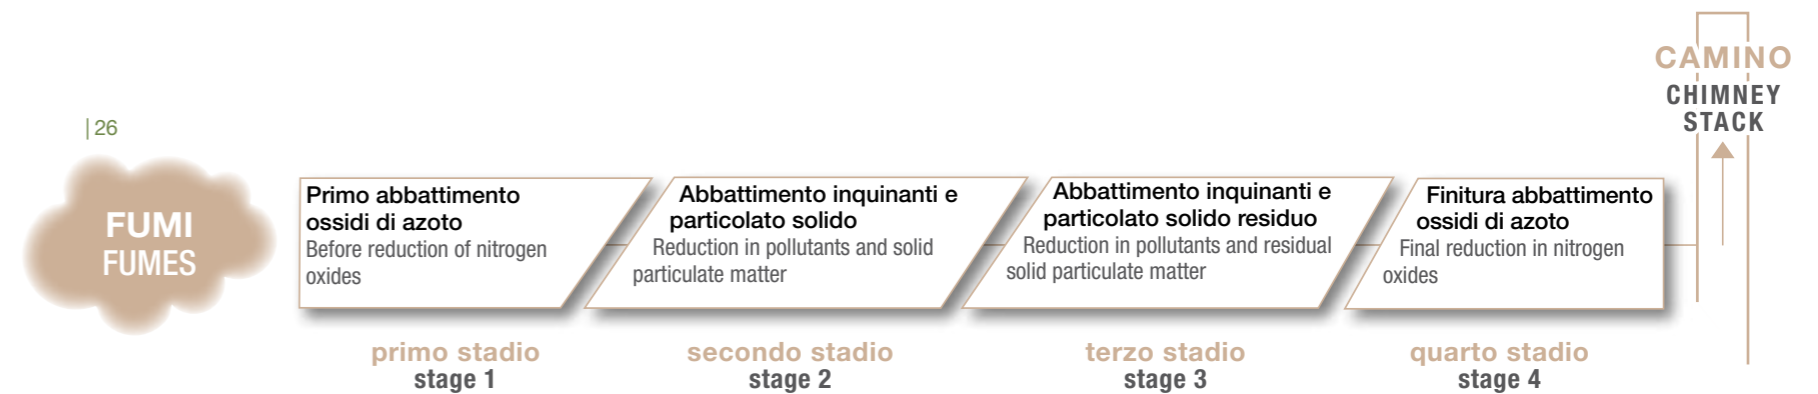 | 26
FUMI
FUMES
Primo abbattimento
ossidi di azoto
Before reduction of nitrogen
oxides
primo stadio
stage 1
Abbattimento inquinanti e
particolato solido
Reduction in pollutants and solid
particulate matter
secondo stadio
stage 2
Abbattimento inquinanti e
particolato solido residuo
Reduction in pollutants and residual
solid particulate matter
terzo stadio
stage 3
Finitura abbattimento
ossidi di azoto
Final reduction in nitrogen
oxides
quarto stadio
stage 4
CAMINO
CHIMNEY
STACK